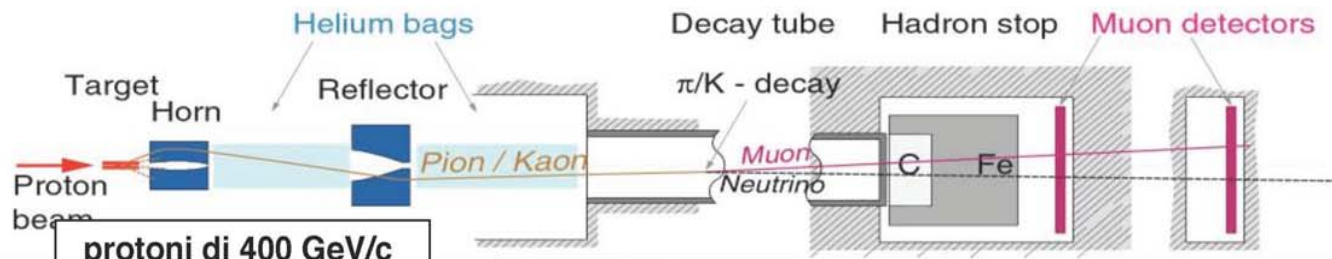 Helium bags
Decay tube
Hadron stop
Muon detectors
Target
Horn
Reflector
π/K - decay
Pion / Kaon
Muon
Neutrino
C
Fe
Proton
beam
protoni di 400 GeV/c